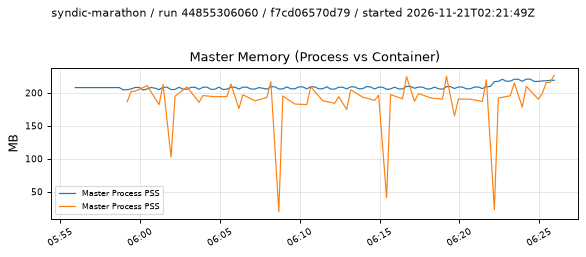 syndic-marathon / run 44855306060 / f7cd06570d79 / started 2026-11-21T02:21:49Z
Master Memory (Process vs Container)
MB
200
150
100
50
Master Process PSS
Master Process PSS
05:55
06:00
06:05
06:10
06:15
06:20
06:25